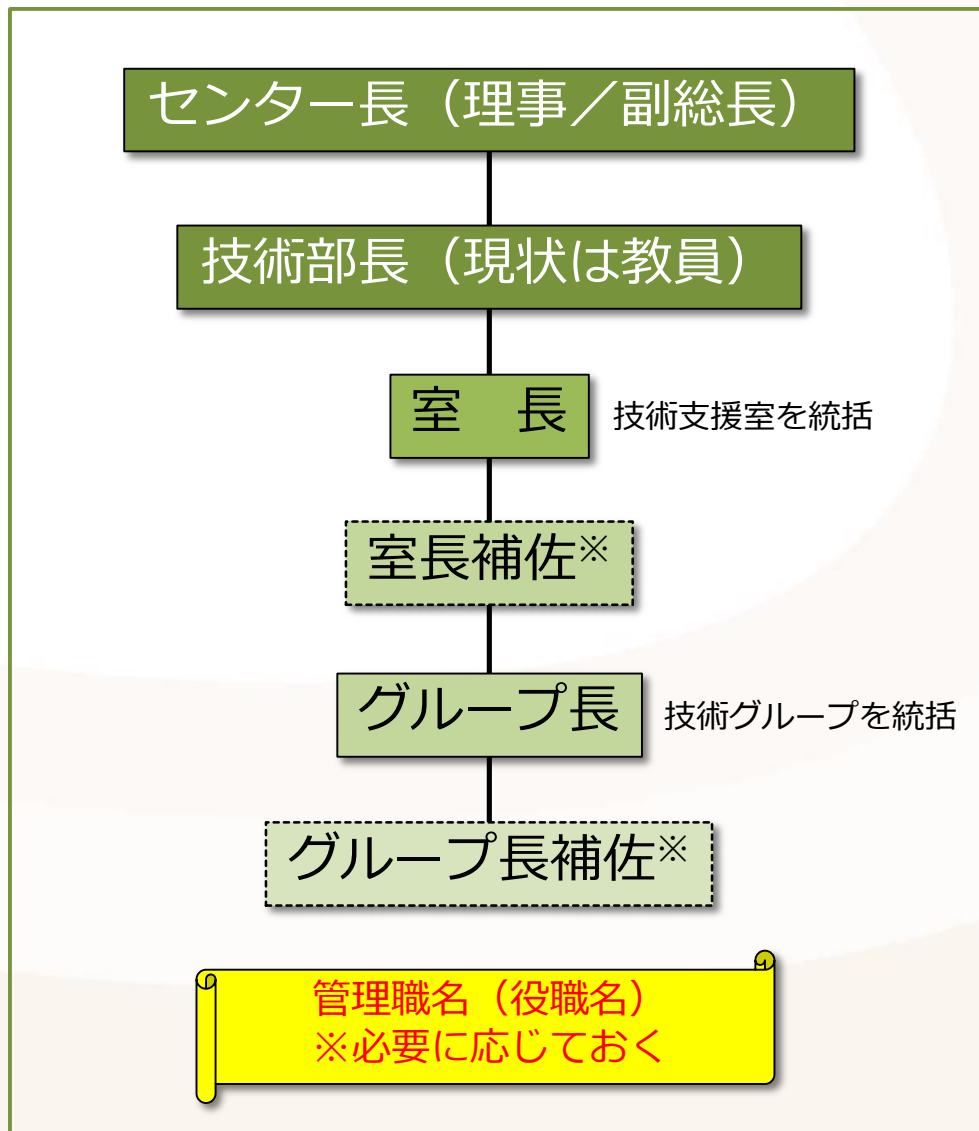 センター長（理事／副総長）
技術部長（現状は教員）
室　長
技術支援室を統括
室長補佐※
グループ長
技術グループを統括
グループ長補佐※
管理職名（役職名）
※必要に応じておく